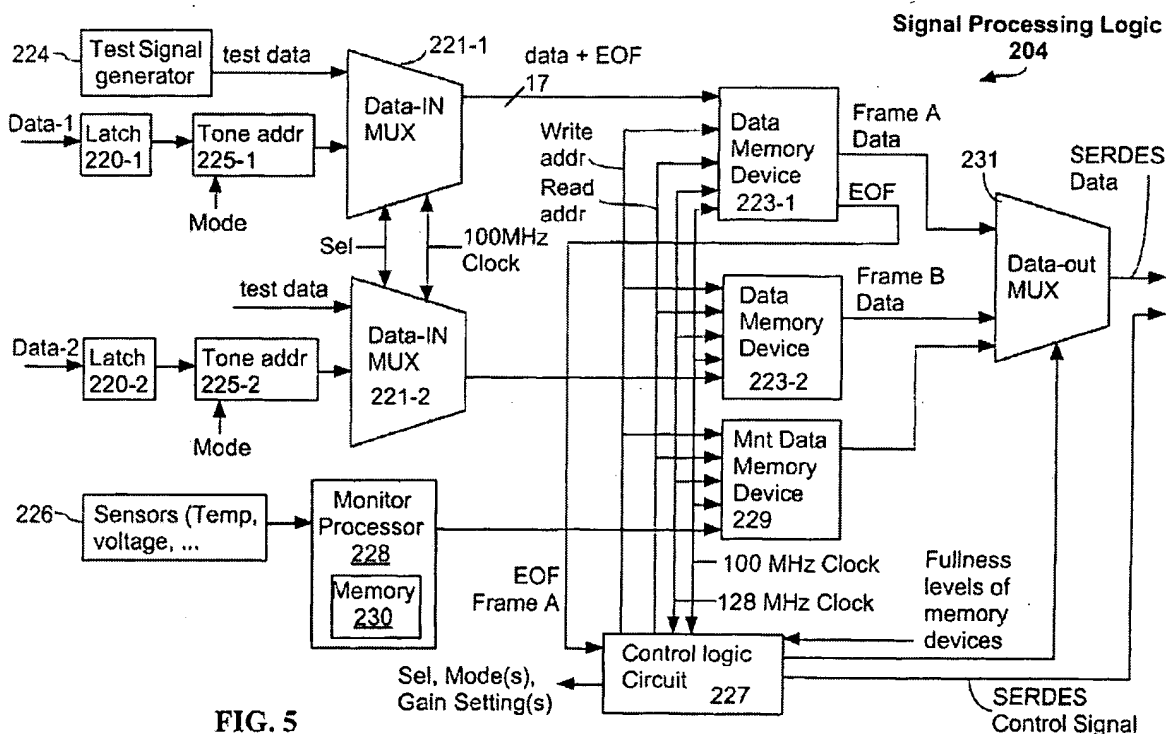 Signal Processing Logic
204
224
Test Signal
generator
test data
221-1
data + EOF
17
Data-IN
MUX
Data-1
Latch
220-1
Tone addr
225-1
Mode
Write
addr
Read
addr
Data
Memory
Device
223-1
Frame A
Data
EOF
231
SERDES
Data
Sel
100MHz
Clock
test data
Data-IN
MUX
221-2
Data
Memory
Device
223-2
Frame B
Data
Data-out
MUX
Data-2
Latch
220-2
Tone addr
225-2
Mode
Mnt Data
Memory
Device
229
226
Sensors (Temp,
voltage, ...
Monitor
Processor
228
Memory
230
EOF
Frame A
100 MHz Clock
128 MHz Clock
Fullness
levels of
memory
devices
Control logic
Circuit
227
Sel, Mode(s),
Gain Setting(s)
SERDES
Control Signal
FIG. 5